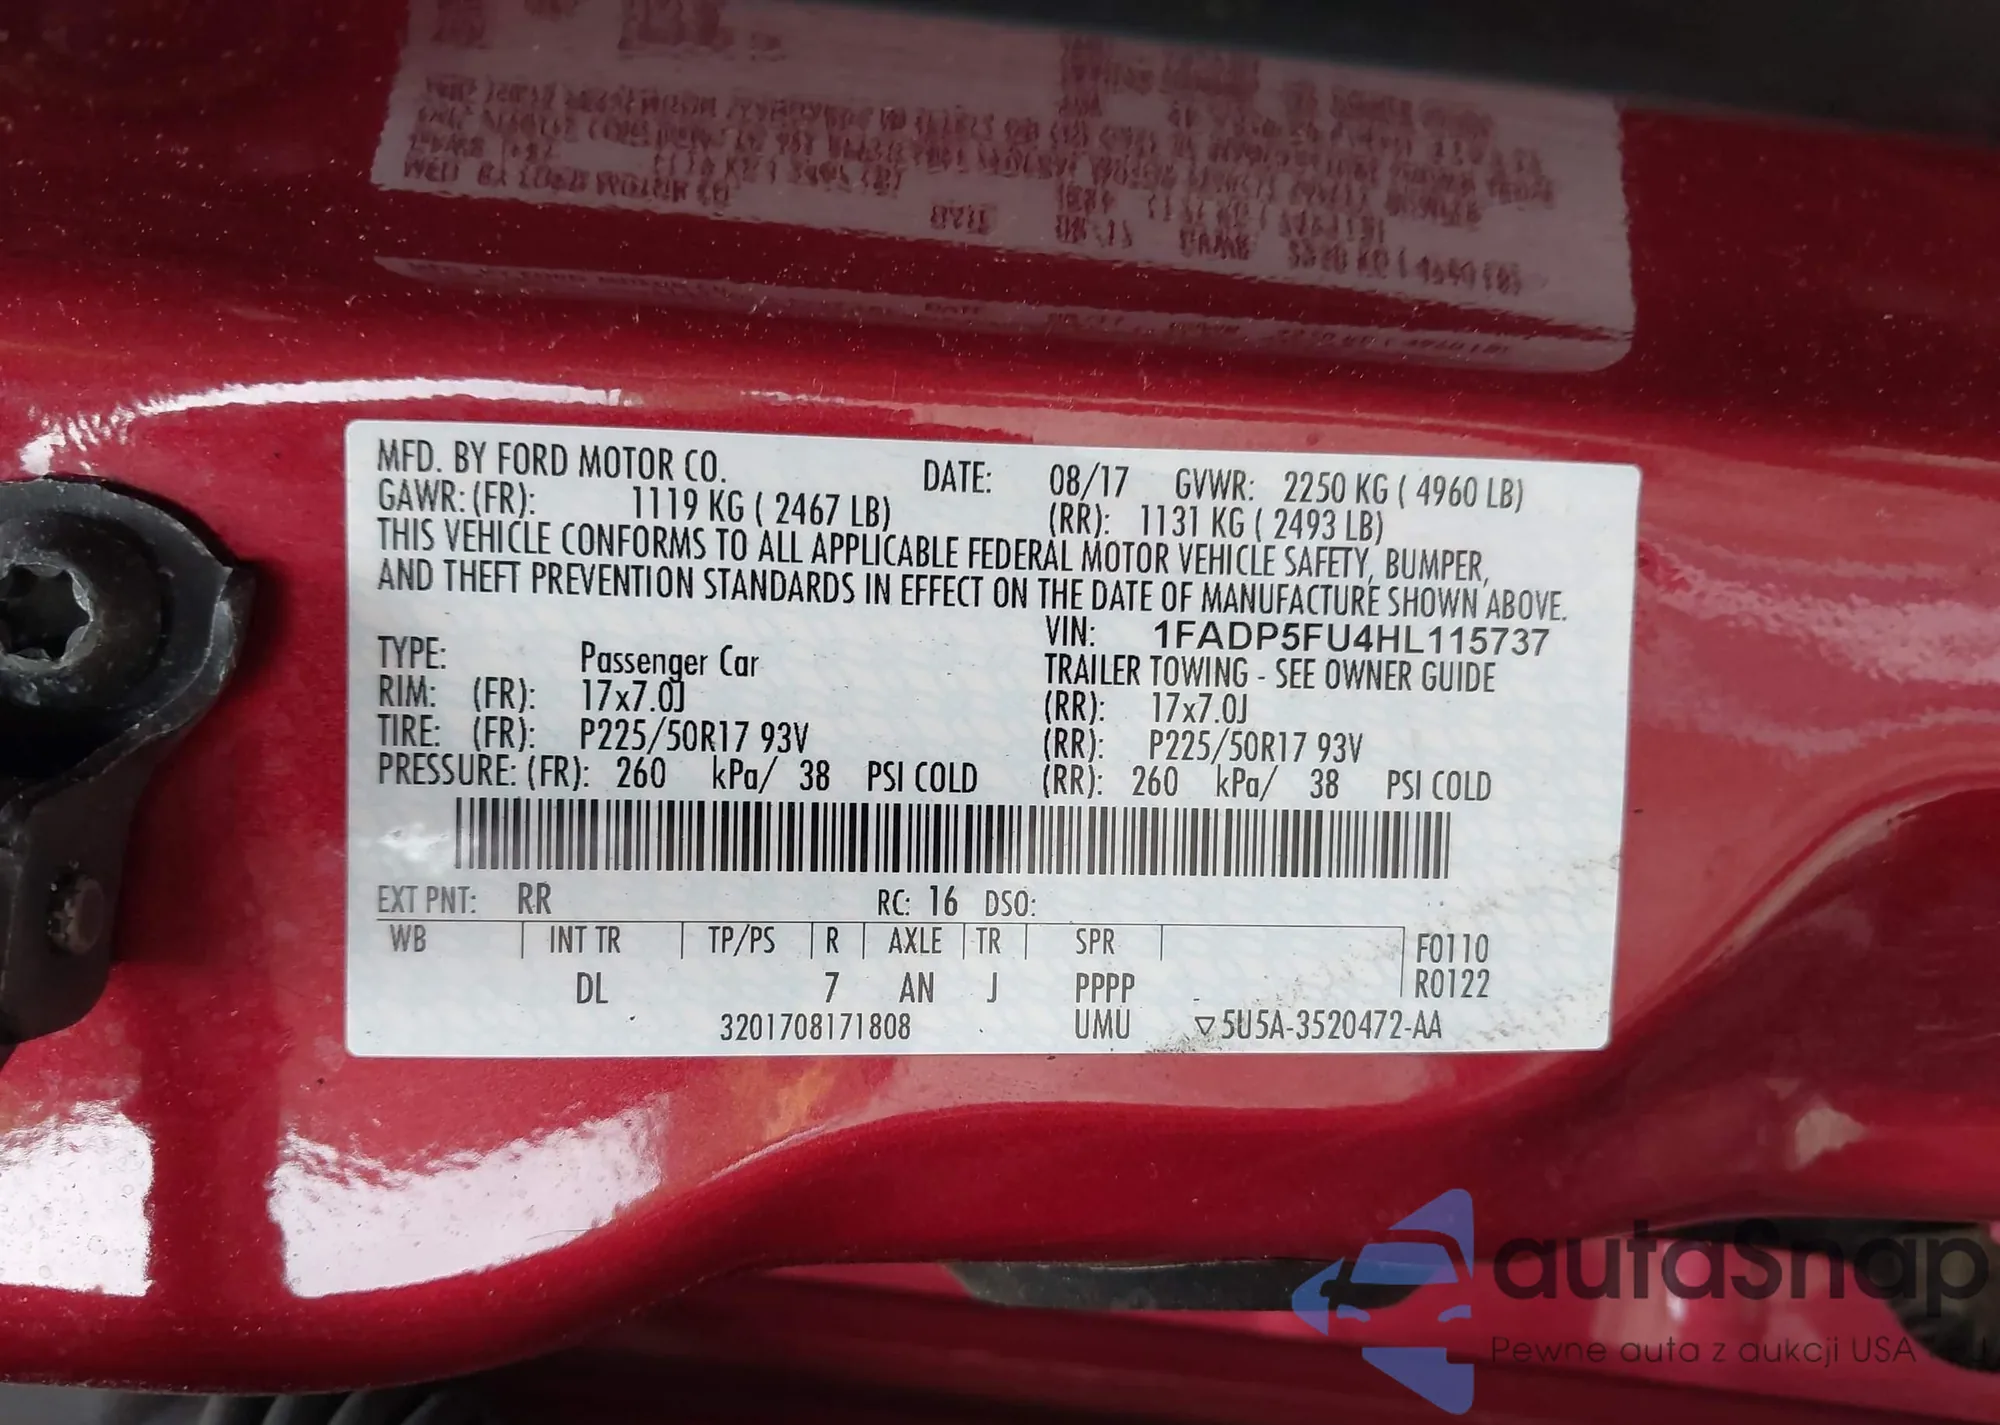 MFD. BY FORD MOTOR CO. DATE: 08/17 GVWR: 2250 KG ( 4960 LB)
GAWR: (FR): 1119 KG ( 2467 LB) (RR): 1131 KG ( 2493 LB)
THIS VEHICLE CONFORMS TO ALL APPLICABLE FEDERAL MOTOR VEHICLE SAFETY, BUMPER,
AND THEFT PREVENTION STANDARDS IN EFFECT ON THE DATE OF MANUFACTURE SHOWN ABOVE.
VIN: 1FADP5FU4HL115737
TYPE: Passenger Car TRAILER TOWING - SEE OWNER GUIDE
RIM: (FR): 17x7.0J (RR): 17x7.0J
TIRE: (FR): P225/50R17 93V (RR): P225/50R17 93V
PRESSURE: (FR): 260 kPa/ 38 PSI COLD (RR): 260 kPa/ 38 PSI COLD
EXT PNT: RR RC: 16 DSO:
WB INT TR TP/PS R AXLE TR SPR F0110
DL 7 AN J PPPP R0122
3201708171808 UMU ▽5U5A-3520472-AA
autaSnap
Pewne auta z aukcji USA